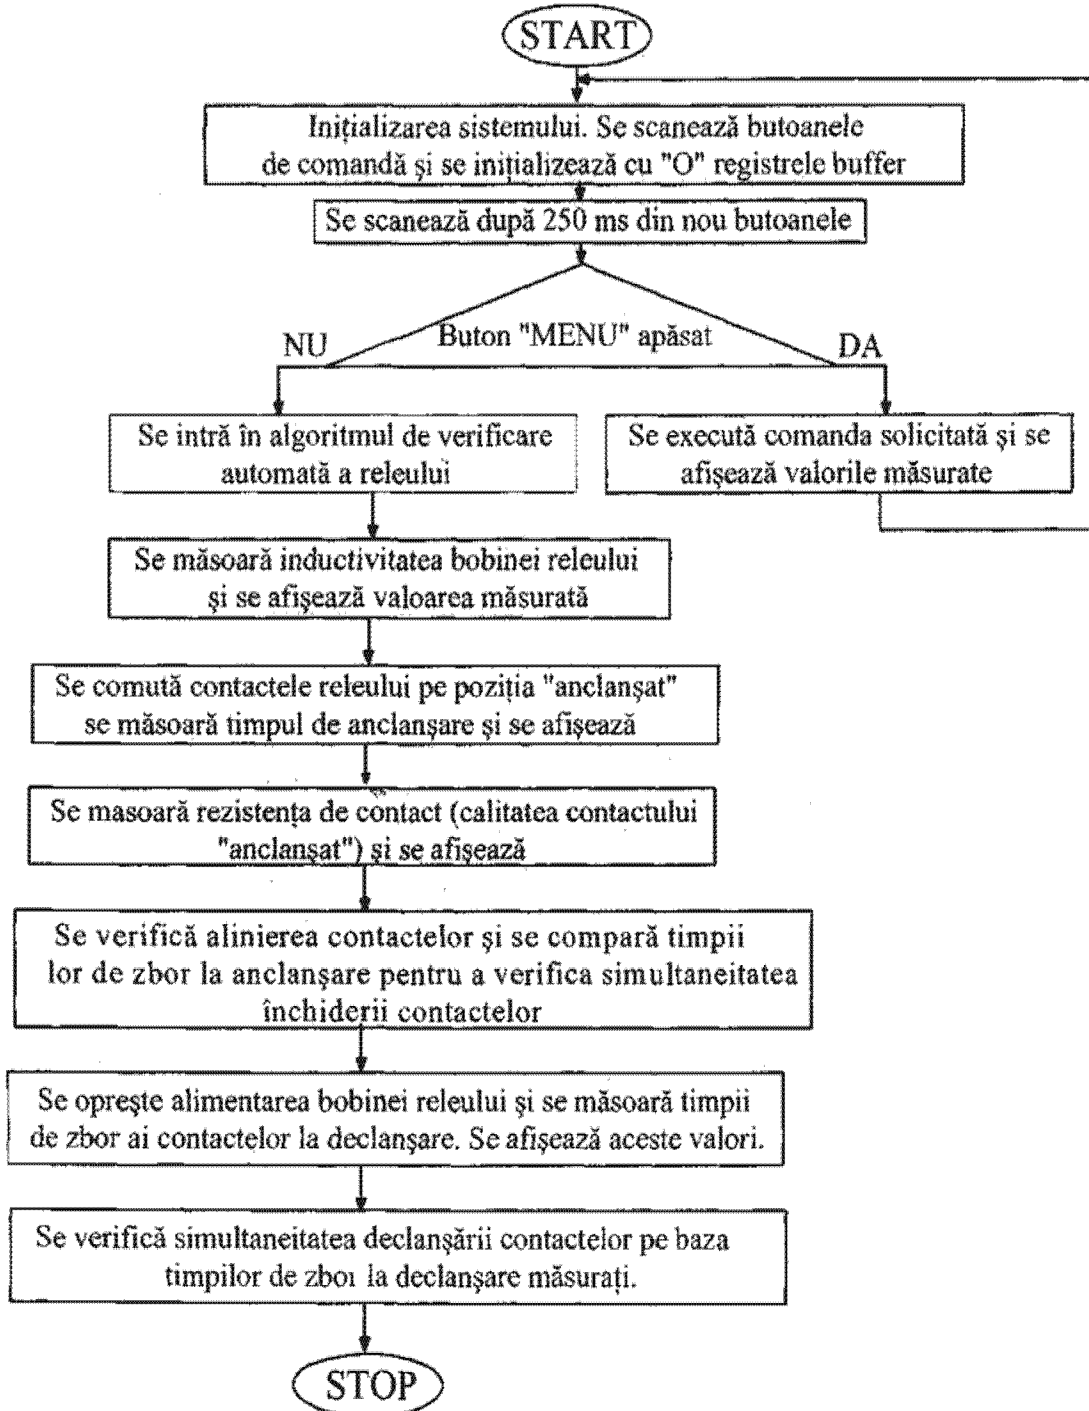 START
Inițializarea sistemului. Se scanează butoanele
de comandă și se inițializează cu "O" registrele buffer
Se scanează după 250 ms din nou butoanele
Buton "MENU" apăsat
NU
DA
Se intră în algoritmul de verificare
automată a releului
Se execută comanda solicitată și se
afișează valorile măsurate
Se măsoară inductivitatea bobinei releului
și se afișează valoarea măsurată
Se comută contactele releului pe poziția "anclanșat"
se măsoară timpul de anclanșare și se afișează
Se masoară rezistența de contact (calitatea contactului
"anclanșat") și se afișează
Se verifică alinierea contactelor și se compară timpii
lor de zbor la anclanșare pentru a verifica simultaneitatea
închiderii contactelor
Se oprește alimentarea bobinei releului și se măsoară timpii
de zbor ai contactelor la declanșare. Se afișează aceste valori.
Se verifică simultaneitatea declanșării contactelor pe baza
timpilor de zbor la declanșare măsurați.
STOP